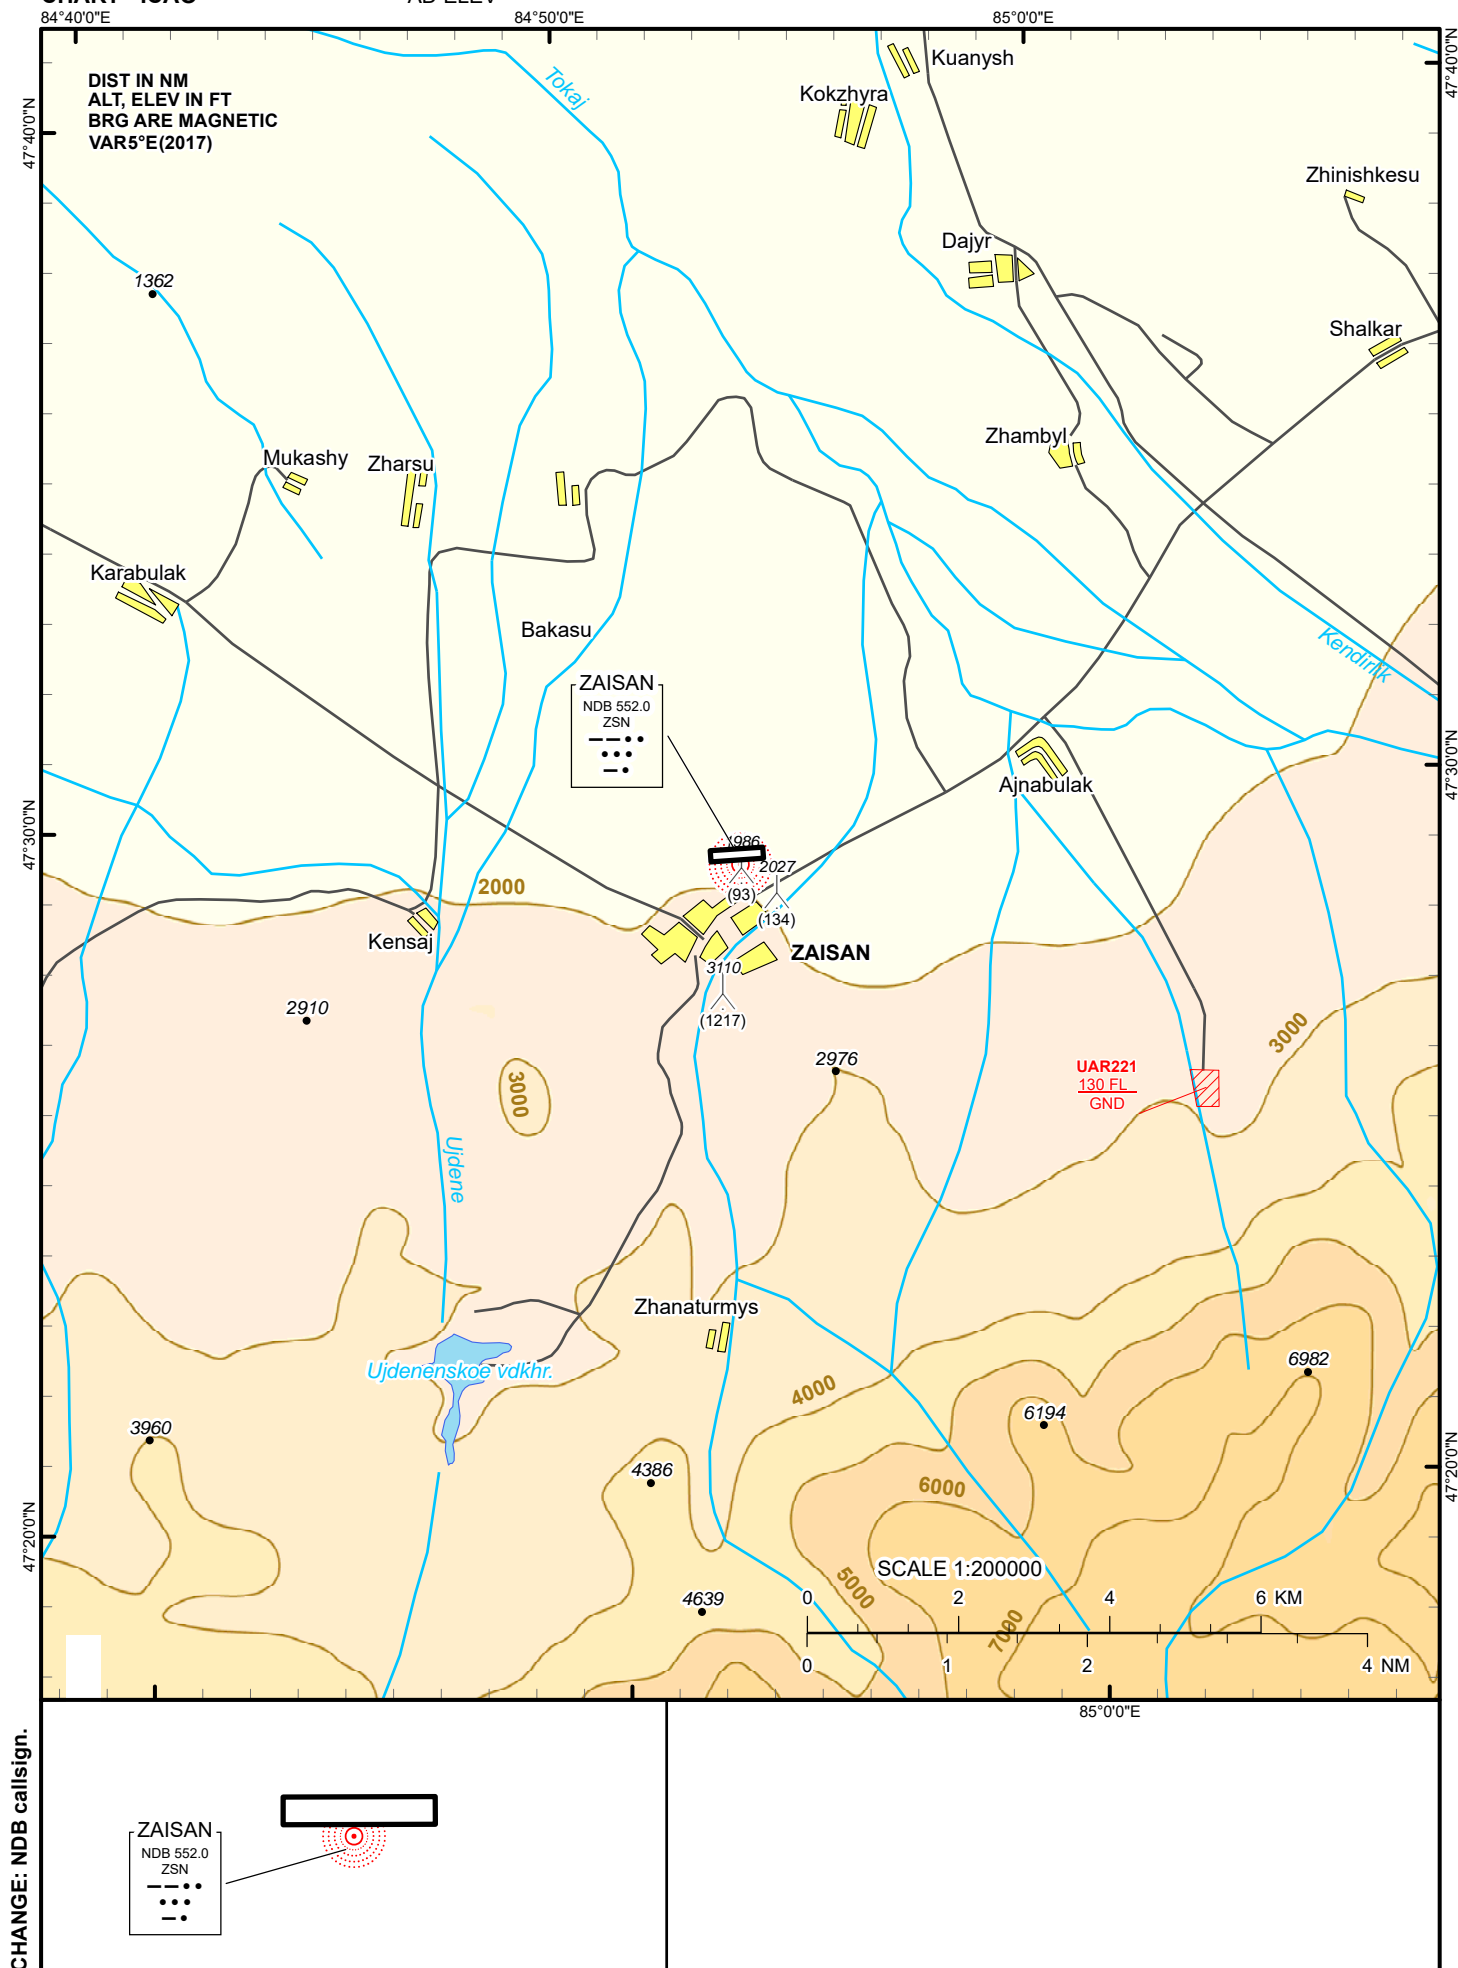 CHART - ICAO
AD ELEV
84°40'0"E
84°50'0"E
85°0'0"E
DIST IN NM
ALT, ELEV IN FT
BRG ARE MAGNETIC
VAR5°E(2017)
47°40'0"N
47°40'0"N
Tokaj
Kuanysh
Kokzhyra
Zhinishkesu
Dajyr
1362
Shalkar
Zhambyl
Mukashy
Zharsu
Karabulak
Bakasu
Kendirlik
ZAISAN
NDB 552.0
ZSN
Ajnabulak
47°30'0"N
47°30'0"N
1986
2027
(93)
(134)
2000
Kensaj
ZAISAN
3110
(1217)
2910
2976
3000
3000
UAR221
130 FL
GND
Ujdene
Zhanaturmys
Ujdenenskoe vdkhr.
4000
6982
6194
3960
4386
6000
47°20'0"N
47°20'0"N
SCALE 1:200000
5000
4639
7000
0 2 4 6 KM
0 1 2 4 NM
85°0'0"E
CHANGE: NDB callsign.
ZAISAN
NDB 552.0
ZSN